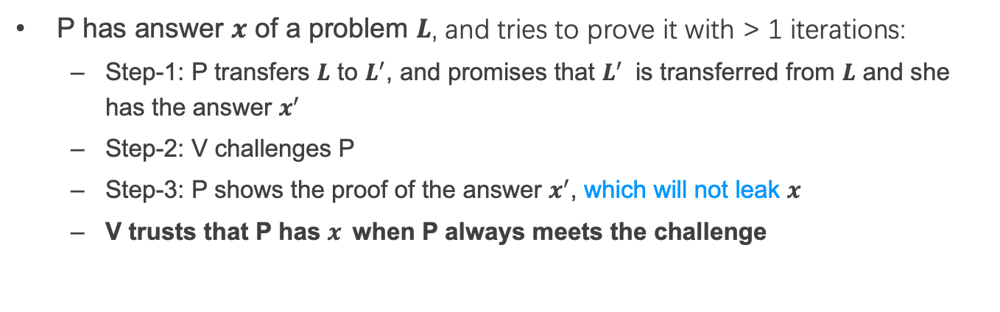 • P has answer x of a problem L, and tries to prove it with > 1 iterations:
– Step-1: P transfers L to L′, and promises that L′ is transferred from L and she
has the answer x′
– Step-2: V challenges P
– Step-3: P shows the proof of the answer x′, which will not leak x
– V trusts that P has x when P always meets the challenge